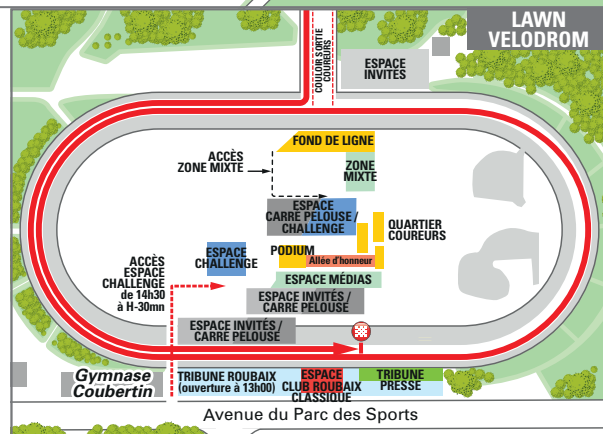 LAWN
VELODROM
COULOIR SORTIE
COUREURS
ESPACE
INVITES
FOND DE LIGNE
ACCÈS
ZONE MIXTE
ZONE
MIXTE
ESPACE
CARRÉ PELOUSE /
CHALLENGE
QUARTIER
COUREURS
ESPACE
CHALLENGE
PODIUM
Allée d'honneur
ACCÈS
ESPACE
CHALLENGE
de 14h30
à H-30mn
ESPACE MÉDIAS
ESPACE INVITÉS /
CARRÉ PELOUSE
ESPACE INVITÉS /
CARRÉ PELOUSE
Gymnase
Coubertin
TRIBUNE ROUBAIX
(ouverture à 13h00)
ESPACE
CLUB ROUBAIX
CLASSIQUE
TRIBUNE
PRESSE
Avenue du Parc des Sports